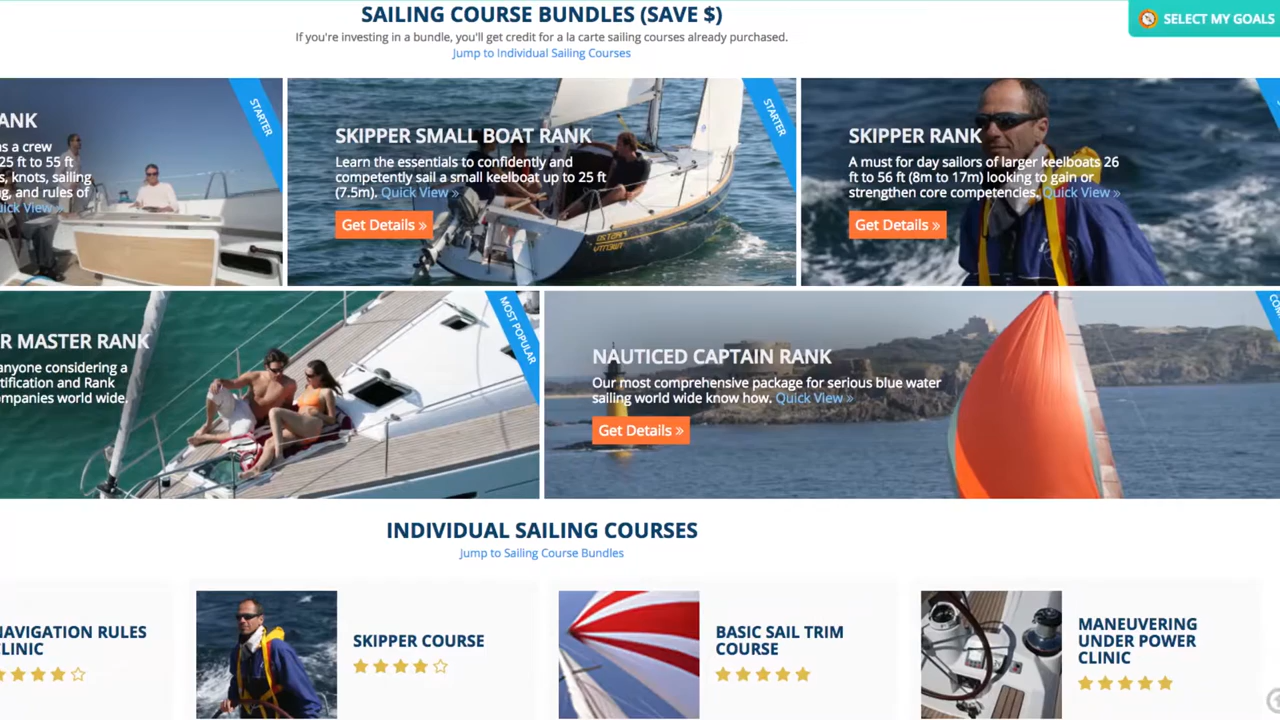 SAILING COURSE BUNDLES (SAVE $)
SELECT MY GOALS
If you're investing in a bundle, you'll get credit for a la carte sailing courses already purchased.
Jump to Individual Sailing Courses
ANK
as a crew
25 ft to 55 ft
s, knots, sailing
g, and rules of
uick View »
STARTER
SKIPPER SMALL BOAT RANK
Learn the essentials to confidently and
competently sail a small keelboat up to 25 ft
(7.5m). Quick View »
Get Details »
STARTER
SKIPPER RANK
A must for day sailors of larger keelboats 26
ft to 56 ft (8m to 17m) looking to gain or
strengthen core competencies. Quick View »
Get Details »
R MASTER RANK
anyone considering a
tification and Rank
ompanies world wide.
MOST POPULAR
NAUTICED CAPTAIN RANK
Our most comprehensive package for serious blue water
sailing world wide know how. Quick View »
Get Details »
INDIVIDUAL SAILING COURSES
Jump to Sailing Course Bundles
NAVIGATION RULES
CLINIC
SKIPPER COURSE
BASIC SAIL TRIM
COURSE
MANEUVERING
UNDER POWER
CLINIC